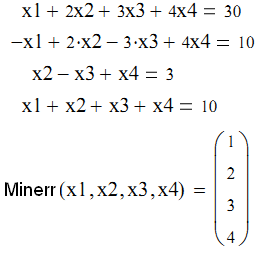 x1 + 2x2 + 3x3 + 4x4 = 30
−x1 + 2·x2 − 3·x3 + 4x4 = 10
x2 − x3 + x4 = 3
x1 + x2 + x3 + x4 = 10
Minerr(x1,x2,x3,x4) = (1 2 3 4)